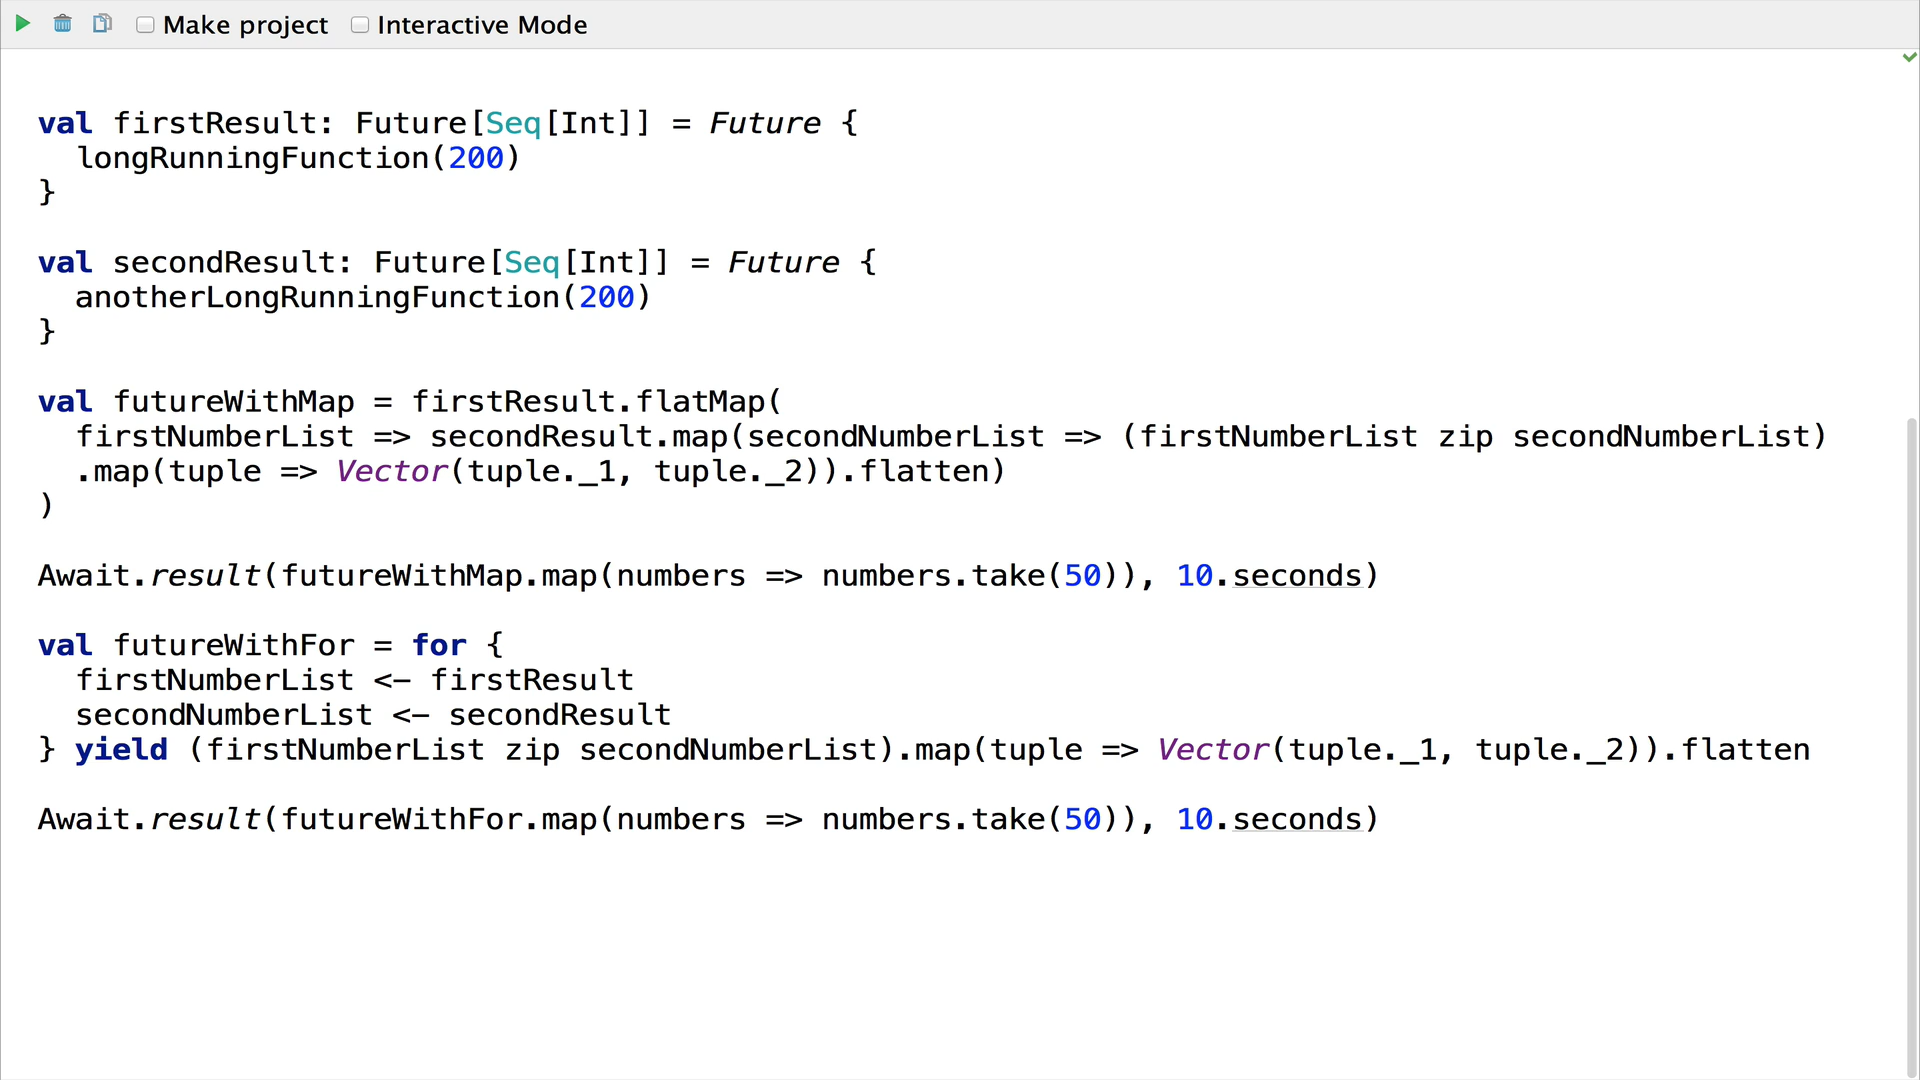 Make project Interactive Mode
val firstResult: Future[Seq[Int]] = Future {
longRunningFunction(200)
}
val secondResult: Future[Seq[Int]] = Future {
anotherLongRunningFunction(200)
}
val futureWithMap = firstResult.flatMap(
firstNumberList => secondResult.map(secondNumberList => (firstNumberList zip secondNumberList)
.map(tuple => Vector(tuple._1, tuple._2)).flatten)
)
Await.result(futureWithMap.map(numbers => numbers.take(50)), 10.seconds)
val futureWithFor = for {
firstNumberList <- firstResult
secondNumberList <- secondResult
} yield (firstNumberList zip secondNumberList).map(tuple => Vector(tuple._1, tuple._2)).flatten
Await.result(futureWithFor.map(numbers => numbers.take(50)), 10.seconds)